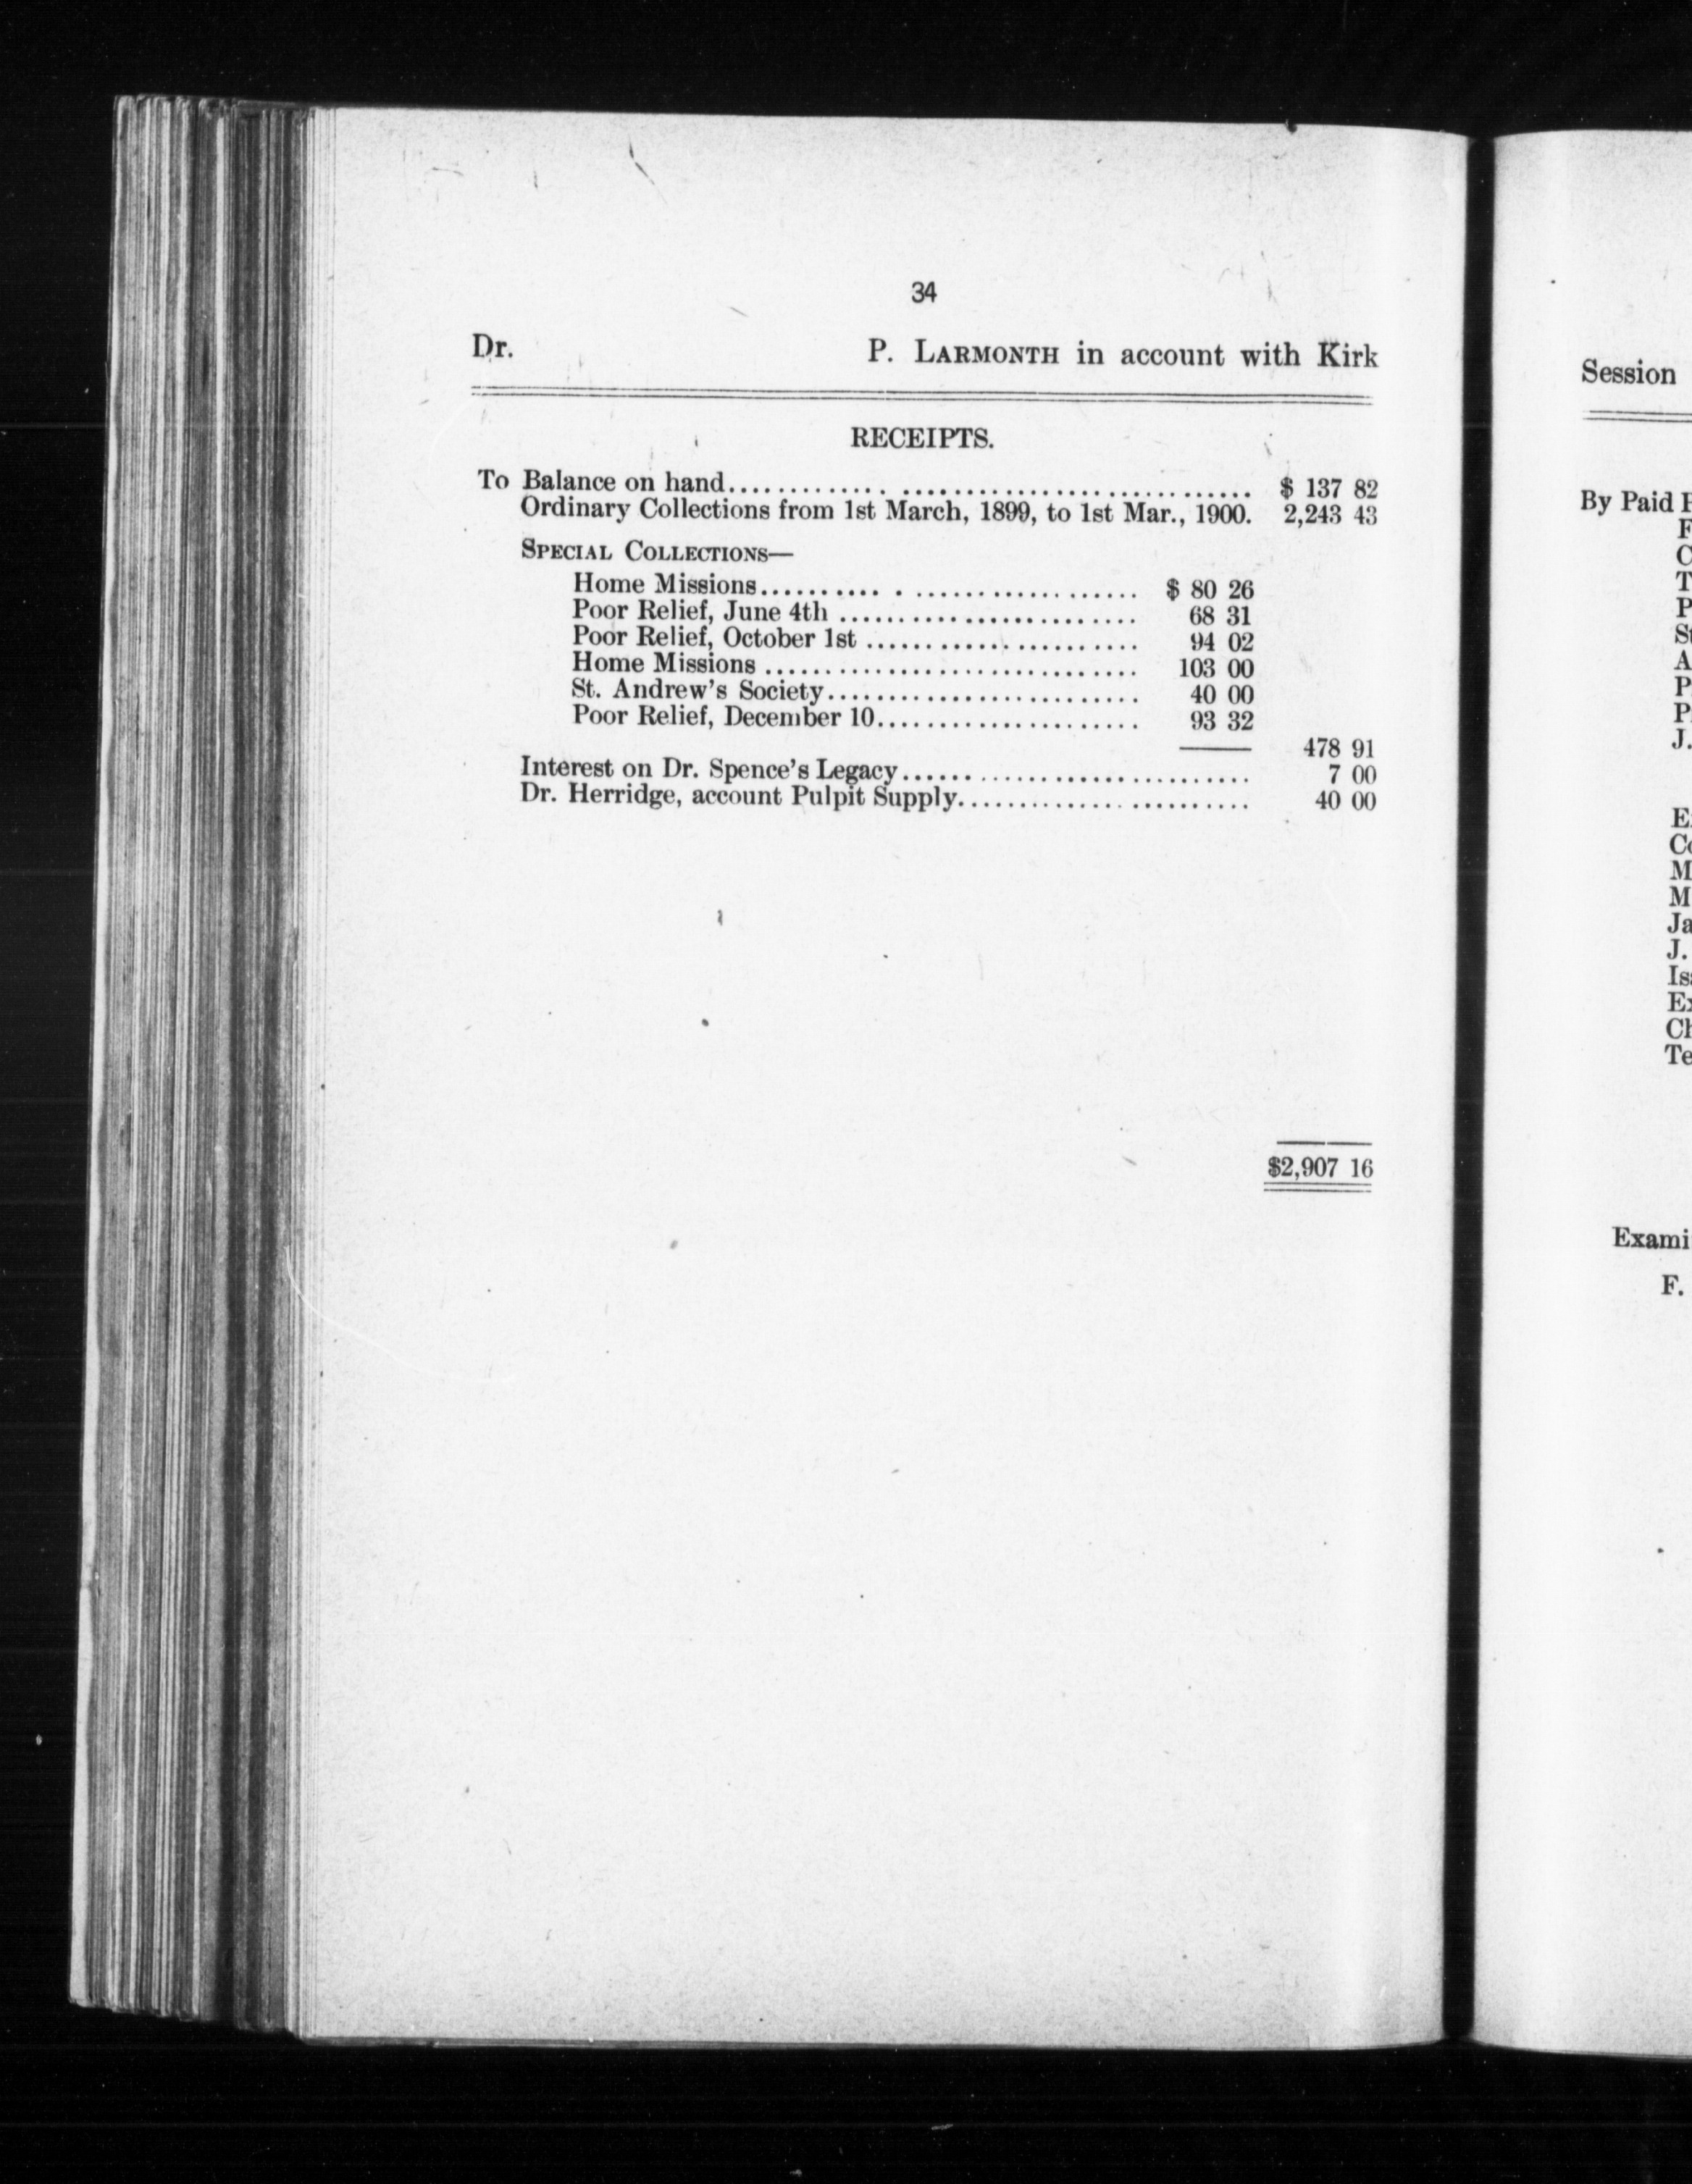 34
Dr. P. LARMONTH in account with Kirk
RECEIPTS.
To Balance on hand............. ............................ $ 137 82
Ordinary Collections from 1st March, 1899, to 1st Mar., 1900. 2,243 43
SPECIAL COLLECTIONS—
Home Missions.......... . ................... $ 80 26
Poor Relief, June 4th .......................... 68 31
Poor Relief, October 1st ........................ 94 02
Home Missions ................................ 103 00
St. Andrew's Society........................... 40 00
Poor Relief, December 10....................... 93 32
478 91
Interest on Dr. Spence's Legacy.............................. 7 00
Dr. Herridge, account Pulpit Supply......................... 40 00
$2,907 16
Session
By Paid
J.
J.
Exami
F.